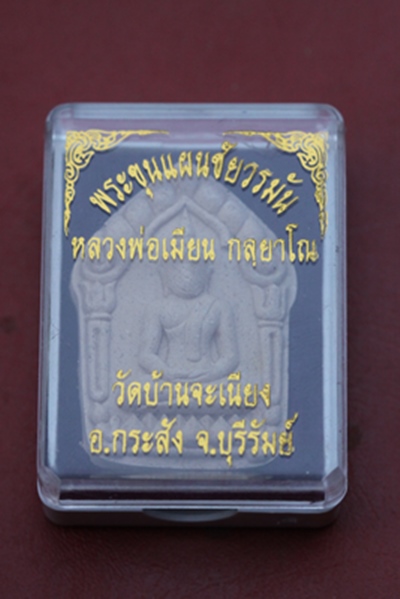 พระขุนแผนชัยวรมัน
หลวงพ่อเมียน กลฺยาโณ
วัดบ้านจะเนียง
อ.กระสัง จ.บุรีรัมย์